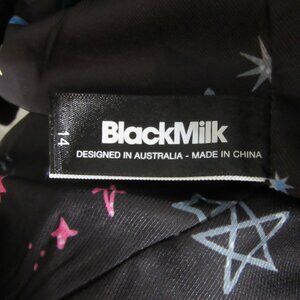 BlackMilk
DESIGNED IN AUSTRALIA - MADE IN CHINA
14